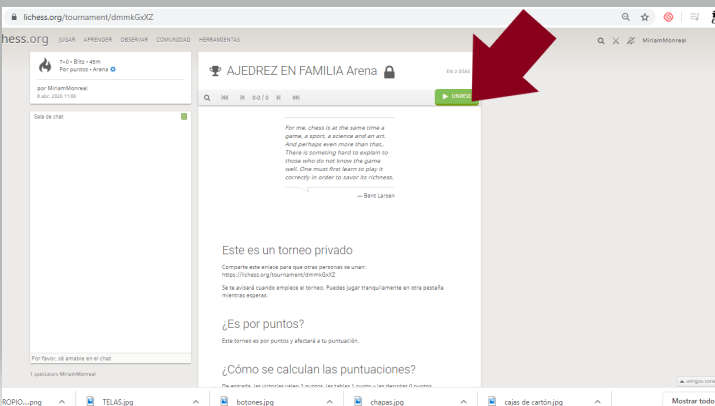 lichess.org/tournament/dmmkGxXZ
hess.org JUGAR APRENDER OBSERVAR COMUNIDAD HERRAMIENTAS
MiriamMonreal
7+0 • Blitz • 45m
Por puntos • Arena
por MiriamMonreal
8 abr. 2020 11:00
Sala de chat
Por favor, sé amable en el chat
1 spectators MiriamMonreal
AJEDREZ EN FAMILIA Arena
EN 2 DÍAS
0-0 / 0
UNIRSE
For me, chess is at the same time a
game, a sport, a science and an art.
And perhaps even more than that,.
There is someting hard to explain to
those who do not know the game
well. One must first learn to play it
correctly in order to savor its richness.
— Bent Larsen
Este es un torneo privado
Comparte este enlace para que otras personas se unan:
https://lichess.org/tournament/dmmkGxXZ
Se te avisará cuando empiece el torneo. Puedes jugar tranquilamente en otra pestaña
mientras esperas.
¿Es por puntos?
Este torneo es por puntos y afectará a tu puntuación.
¿Cómo se calculan las puntuaciones?
De entrada, las victorias valen 2 puntos, las tablas 1 punto y las derrotas 0 puntos.
ROPIO....png
TELAS.jpg
botones.jpg
chapas.jpg
cajas de cartón.jpg
Mostrar todo